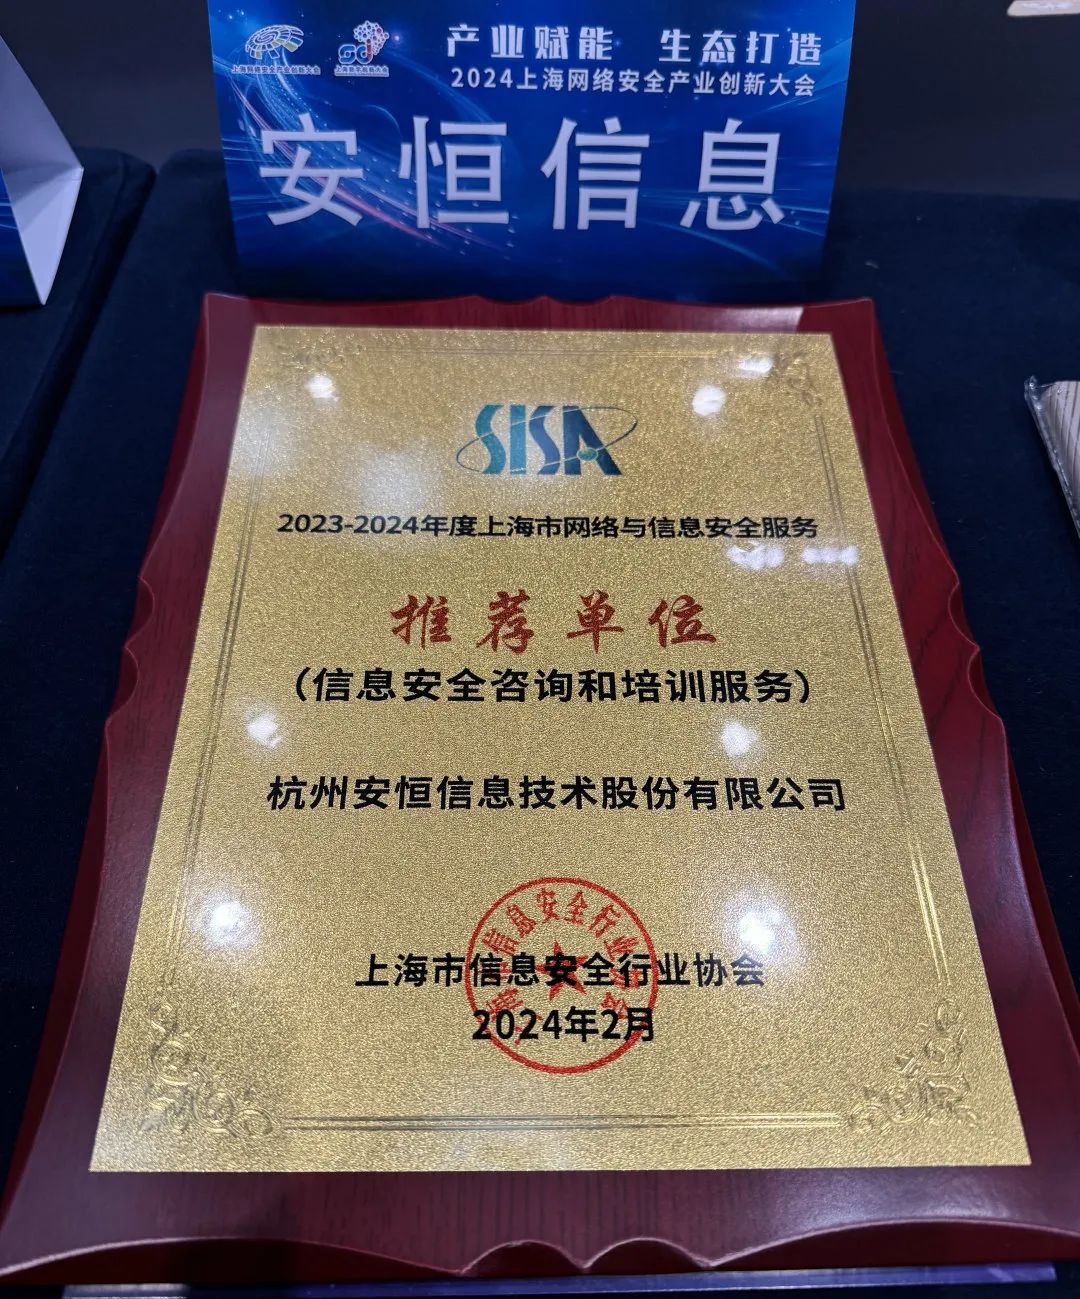 产业赋能 生态打造
2024上海网络安全产业创新大会
安恒信息
SISA
2023-2024年度上海市网络与信息安全服务
推荐单位
（信息安全咨询和培训服务）
杭州安恒信息技术股份有限公司
上海市信息安全行业协会
2024年2月